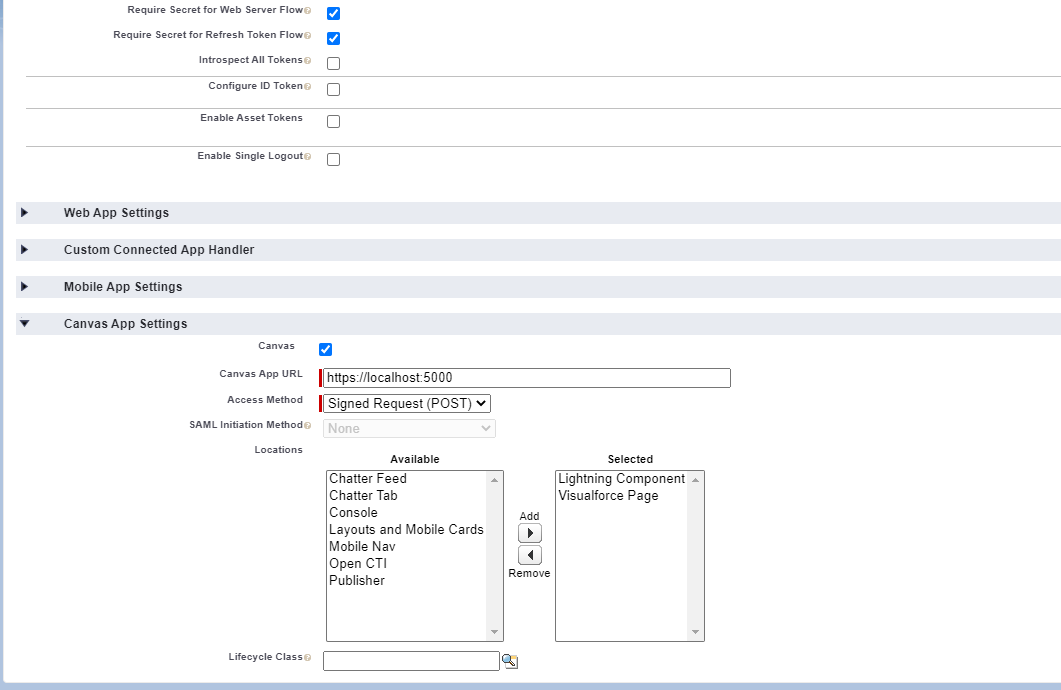 Require Secret for Web Server Flow
Require Secret for Refresh Token Flow
Introspect All Tokens
Configure ID Token
Enable Asset Tokens
Enable Single Logout
Web App Settings
Custom Connected App Handler
Mobile App Settings
Canvas App Settings
Canvas
Canvas App URL https://localhost:5000
Access Method Signed Request (POST)
SAML Initiation Method None
Locations
Available Selected
Chatter Feed Lightning Component
Chatter Tab Visualforce Page
Console
Add
Layouts and Mobile Cards
Mobile Nav
Open CTI
Remove
Publisher
Lifecycle Class